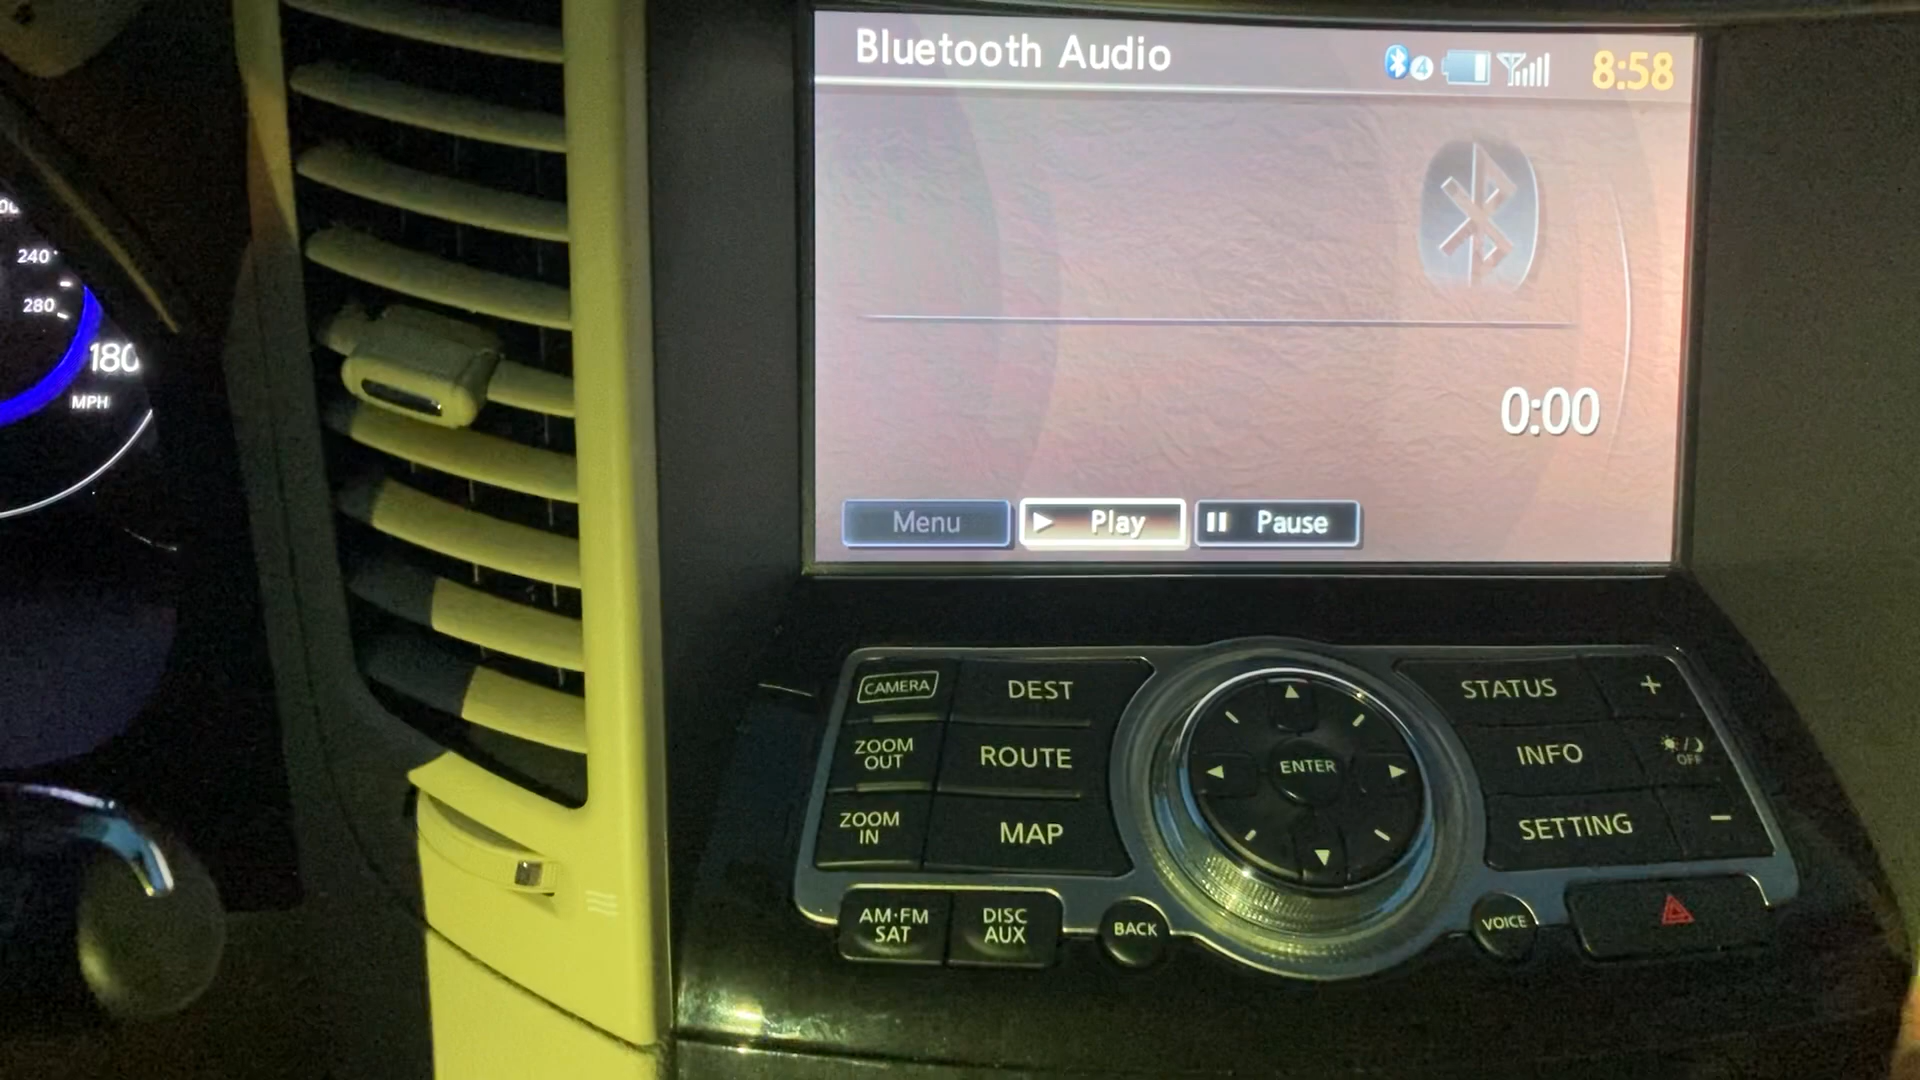 Bluetooth Audio
4
8:58
240
280
180
MPH
0:00
Menu
Play
Pause
CAMERA
DEST
ZOOM
OUT
ROUTE
ZOOM
IN
MAP
ENTER
STATUS
+
INFO
OFF
SETTING
−
AM·FM
SAT
DISC
AUX
BACK
VOICE